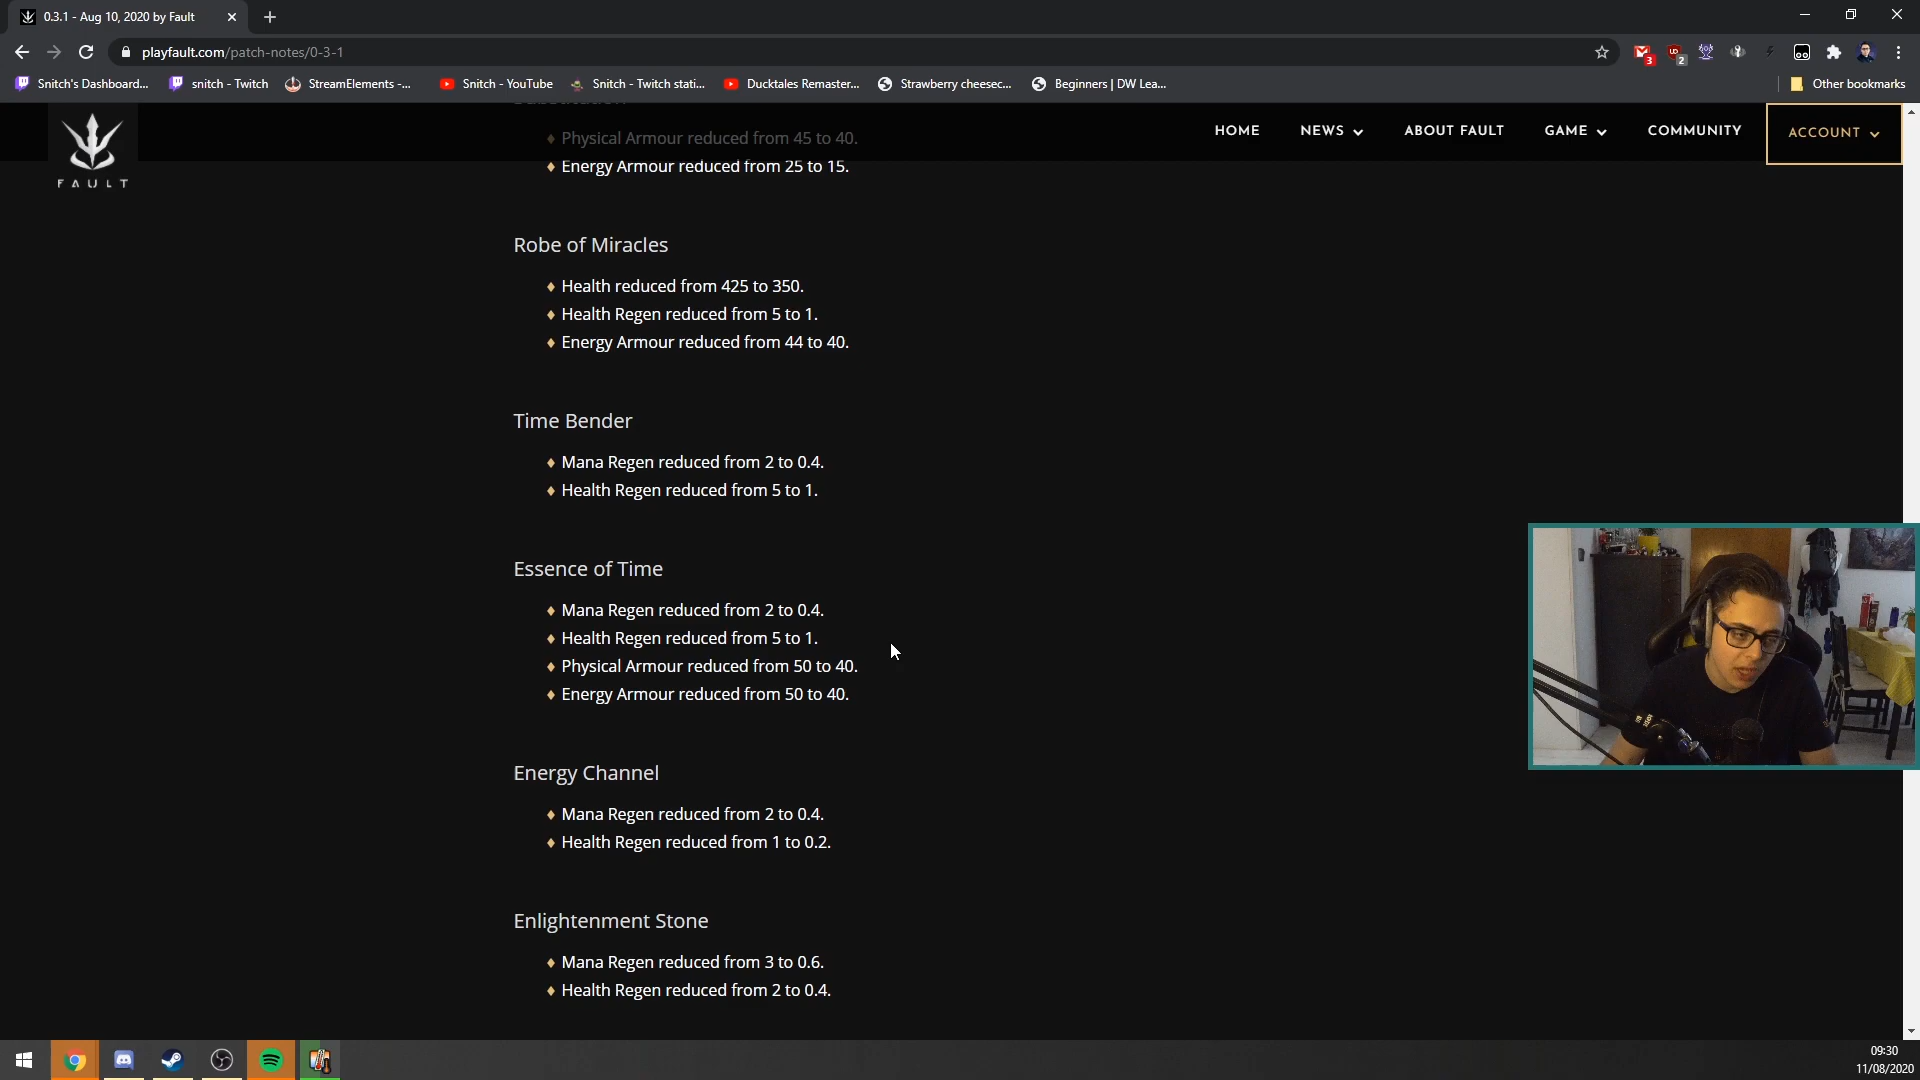 0.3.1 - Aug 10, 2020 by Fault
playfault.com/patch-notes/0-3-1
3
2
Snitch's Dashboard...
snitch - Twitch
StreamElements -...
Snitch - YouTube
Snitch - Twitch stati...
Ducktales Remaster...
Strawberry cheesec...
Beginners | DW Lea...
Other bookmarks
FAULT
HOME
NEWS
ABOUT FAULT
GAME
COMMUNITY
ACCOUNT
Physical Armour reduced from 45 to 40.
Energy Armour reduced from 25 to 15.
Robe of Miracles
Health reduced from 425 to 350.
Health Regen reduced from 5 to 1.
Energy Armour reduced from 44 to 40.
Time Bender
Mana Regen reduced from 2 to 0.4.
Health Regen reduced from 5 to 1.
Essence of Time
Mana Regen reduced from 2 to 0.4.
Health Regen reduced from 5 to 1.
Physical Armour reduced from 50 to 40.
Energy Armour reduced from 50 to 40.
Energy Channel
Mana Regen reduced from 2 to 0.4.
Health Regen reduced from 1 to 0.2.
Enlightenment Stone
Mana Regen reduced from 3 to 0.6.
Health Regen reduced from 2 to 0.4.
09:30
11/08/2020